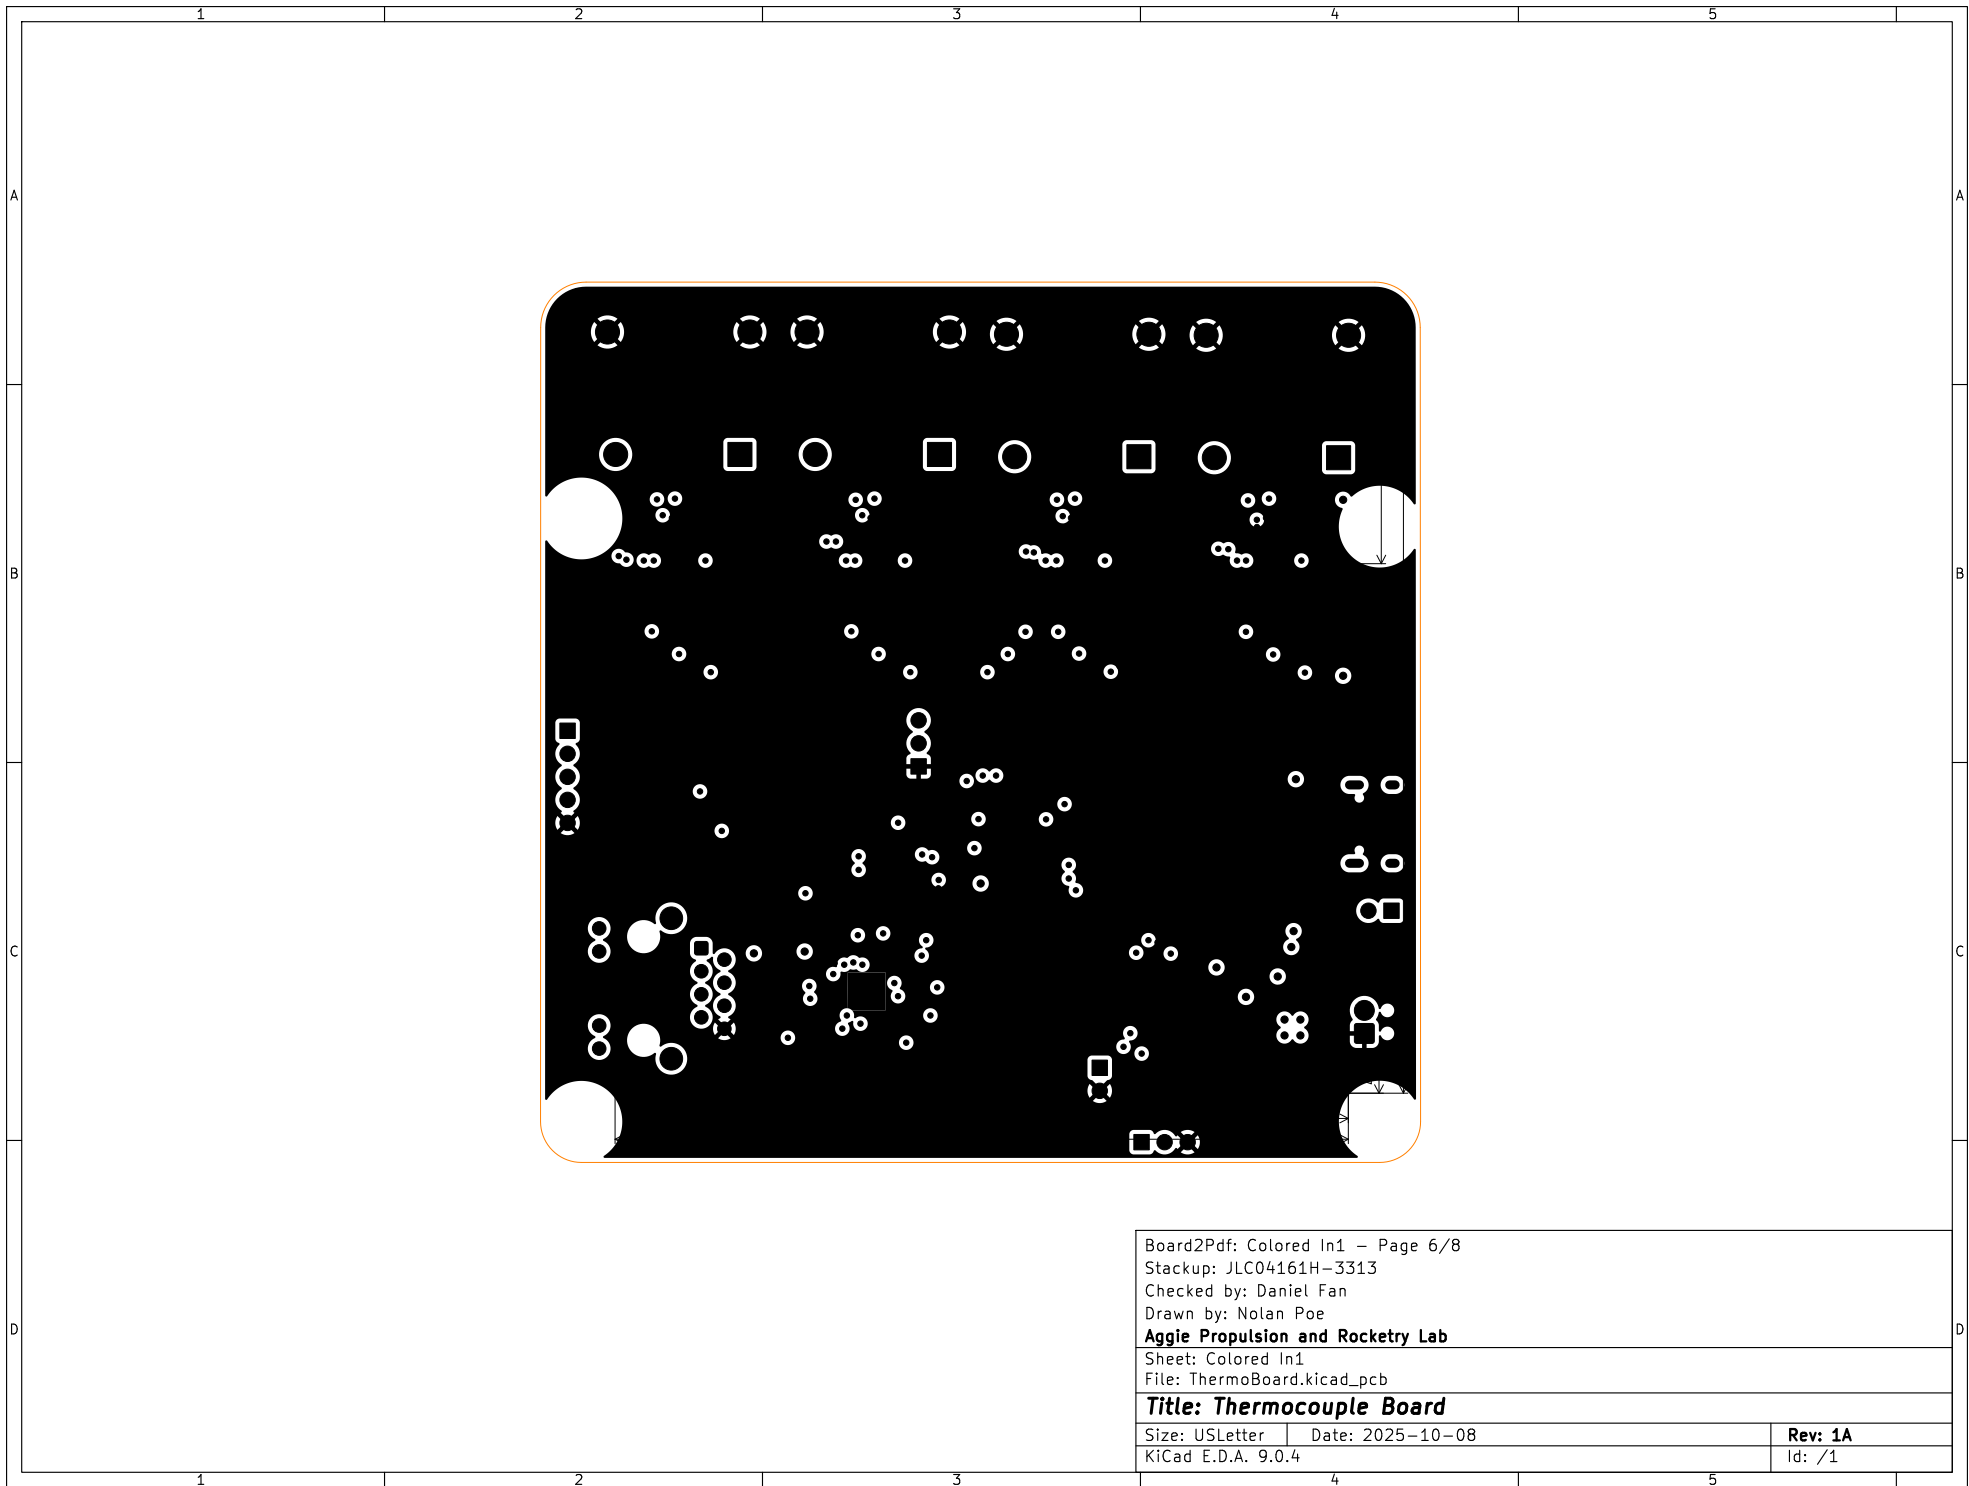 1 2 3 4 5
A A
B B
C C
D D
Board2Pdf: Colored In1 - Page 6/8
Stackup: JLC04161H-3313
Checked by: Daniel Fan
Drawn by: Nolan Poe
Aggie Propulsion and Rocketry Lab
Sheet: Colored In1
File: ThermoBoard.kicad_pcb
Title: Thermocouple Board
Size: USLetter Date: 2025-10-08 Rev: 1A
KiCad E.D.A. 9.0.4 Id: /1
1 2 3 4 5